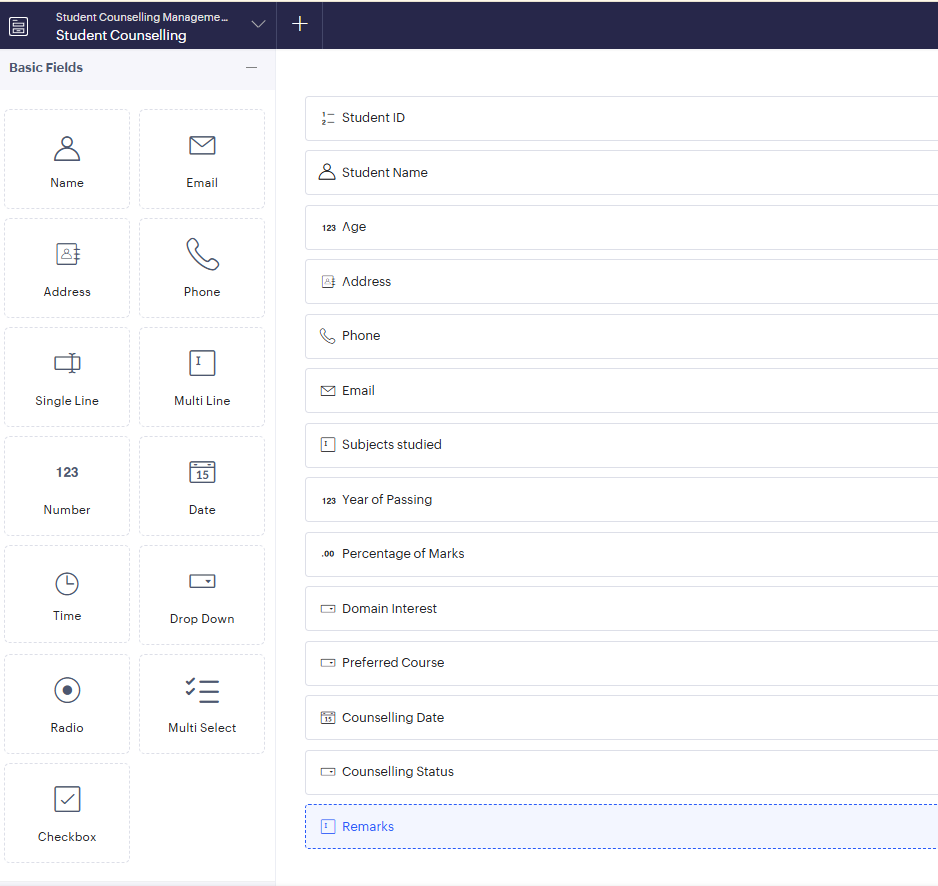 Student Counselling Manageme...
Student Counselling
Basic Fields
Name
Email
Address
Phone
Single Line
Multi Line
123
Number
15
Date
Time
Drop Down
Radio
Multi Select
Checkbox
Student ID
Student Name
123 Age
Address
Phone
Email
Subjects studied
123 Year of Passing
.00 Percentage of Marks
Domain Interest
Preferred Course
15 Counselling Date
Counselling Status
Remarks